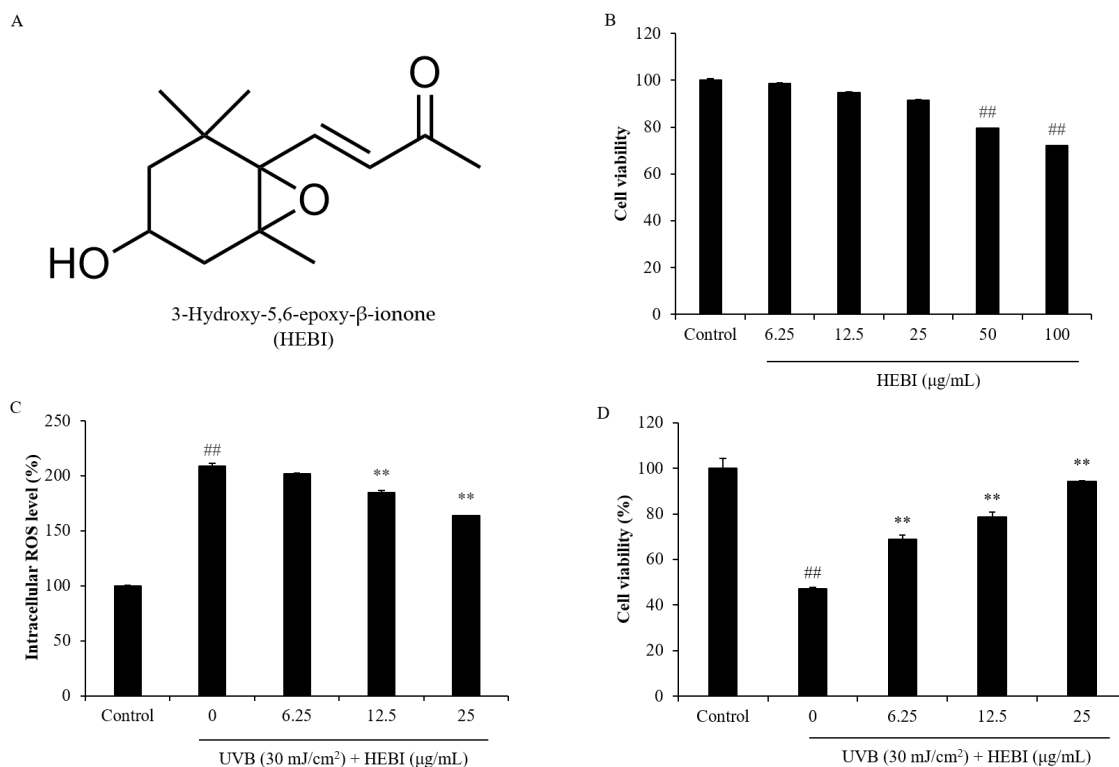 A
O
O
HO
3-Hydroxy-5,6-epoxy-β-ionone
(HEBI)
B
Cell viability
120
100
80
60
40
20
0
##
##
Control 6.25 12.5 25 50 100
HEBI (μg/mL)
C
Intracellular ROS level (%)
250
200
150
100
50
0
##
**
**
Control 0 6.25 12.5 25
UVB (30 mJ/cm²) + HEBI (μg/mL)
D
Cell viability (%)
120
100
80
60
40
20
0
##
**
**
**
Control 0 6.25 12.5 25
UVB (30 mJ/cm²) + HEBI (μg/mL)